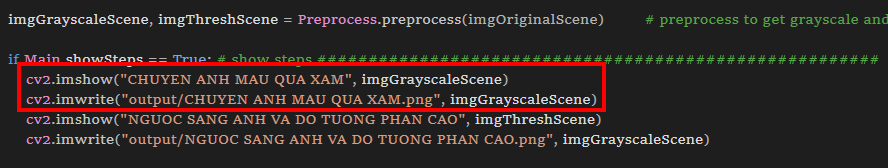 imgGrayscaleScene, imgThreshScene = Preprocess.preprocess(imgOriginalScene) # preprocess to get grayscale and
if Main.showSteps == True: # show steps
cv2.imshow("CHUYEN ANH MAU QUA XAM", imgGrayscaleScene)
cv2.imwrite("output/CHUYEN ANH MAU QUA XAM.png", imgGrayscaleScene)
cv2.imshow("NGUOC SANG ANH VA DO TUONG PHAN CAO", imgThreshScene)
cv2.imwrite("output/NGUOC SANG ANH VA DO TUONG PHAN CAO.png", imgGrayscaleScene)